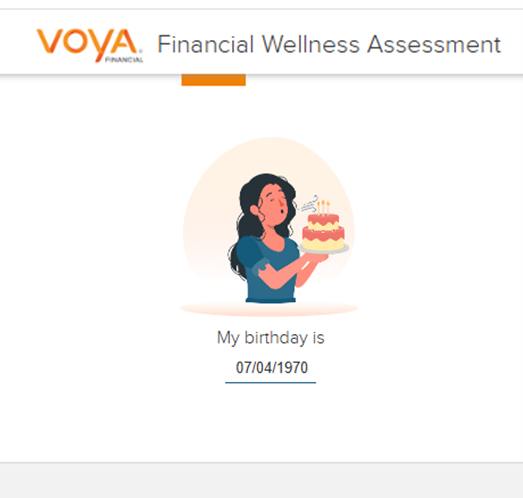 VOYA
FINANCIAL
Financial Wellness Assessment
My birthday is
07/04/1970